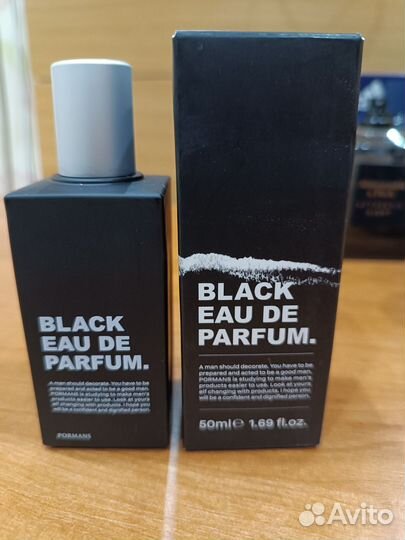 BLACK
EAU DE
PARFUM.
A man should decorate. You have to be
prepared and acted to be a good man.
PORMANS is studying to make men's
products easier to use. Look at yours
elf changing with products. I hope you
will be a confident and dignified person.
PORMANS
BLACK
EAU DE
PARFUM.
A man should decorate. You have to be
prepared and acted to be a good man.
PORMANS is studying to make men's
products easier to use. Look at yours
elf changing with products. I hope you
will be a confident and dignified person.
50ml℮ 1.69 fl.oz.
Avito